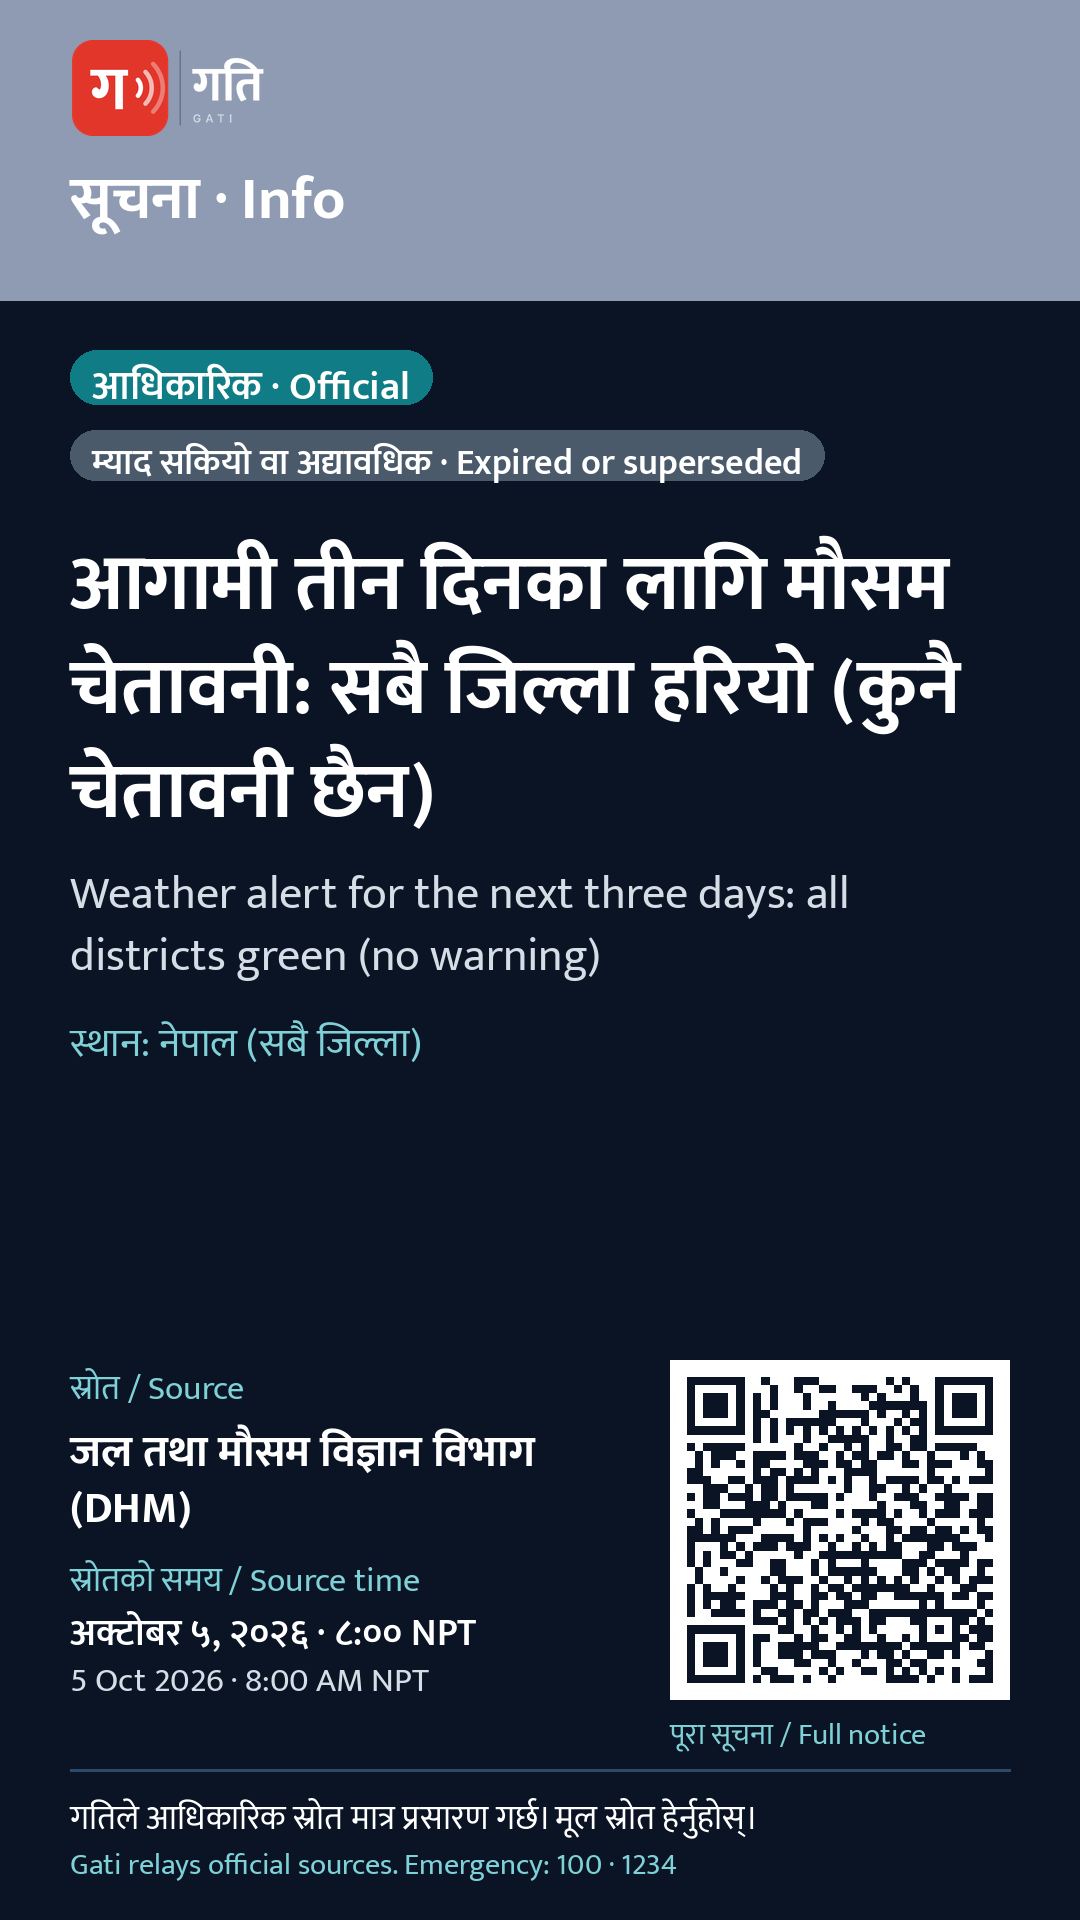 ग
गति
GATI
सूचना · Info
आधिकारिक · Official
म्याद सकियो वा अद्यावधिक · Expired or superseded
आगामी तीन दिनका लागि मौसम
चेतावनी: सबै जिल्ला हरियो (कुनै
चेतावनी छैन)
Weather alert for the next three days: all
districts green (no warning)
स्थान: नेपाल (सबै जिल्ला)
स्रोत / Source
जल तथा मौसम विज्ञान विभाग
(DHM)
स्रोतको समय / Source time
अक्टोबर ५, २०२६ · ८:०० NPT
5 Oct 2026 · 8:00 AM NPT
पूरा सूचना / Full notice
गतिले आधिकारिक स्रोत मात्र प्रसारण गर्छ। मूल स्रोत हेर्नुहोस्।
Gati relays official sources. Emergency: 100 · 1234